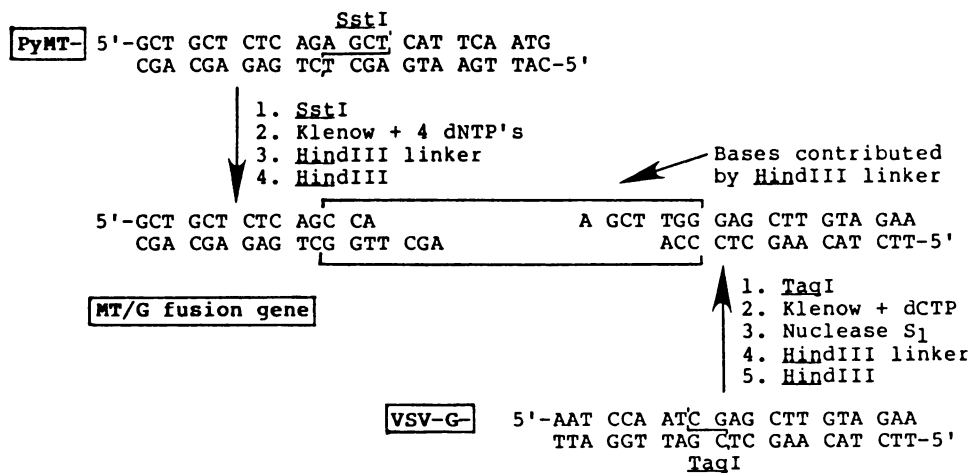 SstI
PyMT- 5'-GCT GCT CTC AGA GCT CAT TCA ATG
CGA CGA GAG TCT CGA GTA AGT TAC-5'
1. SstI
2. Klenow + 4 dNTP's
3. HindIII linker
4. HindIII
Bases contributed
by HindIII linker
5'-GCT GCT CTC AGC CA A GCT TGG GAG CTT GTA GAA
CGA CGA GAG TCG GTT CGA ACC CTC GAA CAT CTT-5'
MT/G fusion gene
1. TaqI
2. Klenow + dCTP
3. Nuclease S1
4. HindIII linker
5. HindIII
VSV-G- 5'-AAT CCA ATC GAG CTT GTA GAA
TTA GGT TAG CTC GAA CAT CTT-5'
TaqI